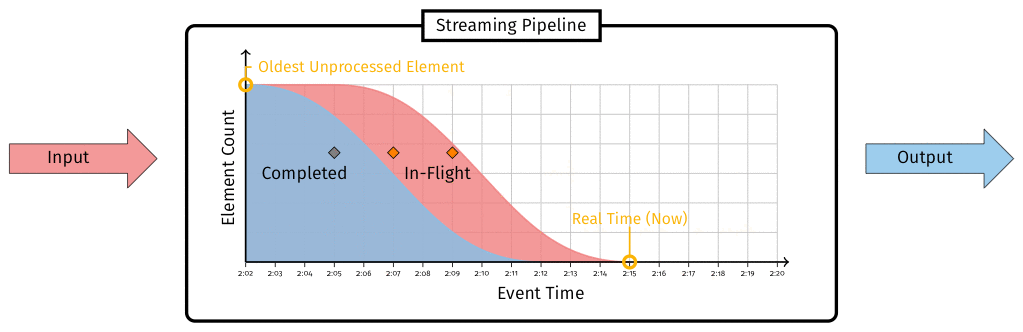 Streaming Pipeline
Oldest Unprocessed Element
Input
Element Count
Completed
In-Flight
Output
Real Time (Now)
2:02 2:03 2:04 2:05 2:06 2:07 2:08 2:09 2:10 2:11 2:12 2:13 2:14 2:15 2:16 2:17 2:18 2:19 2:20
Event Time